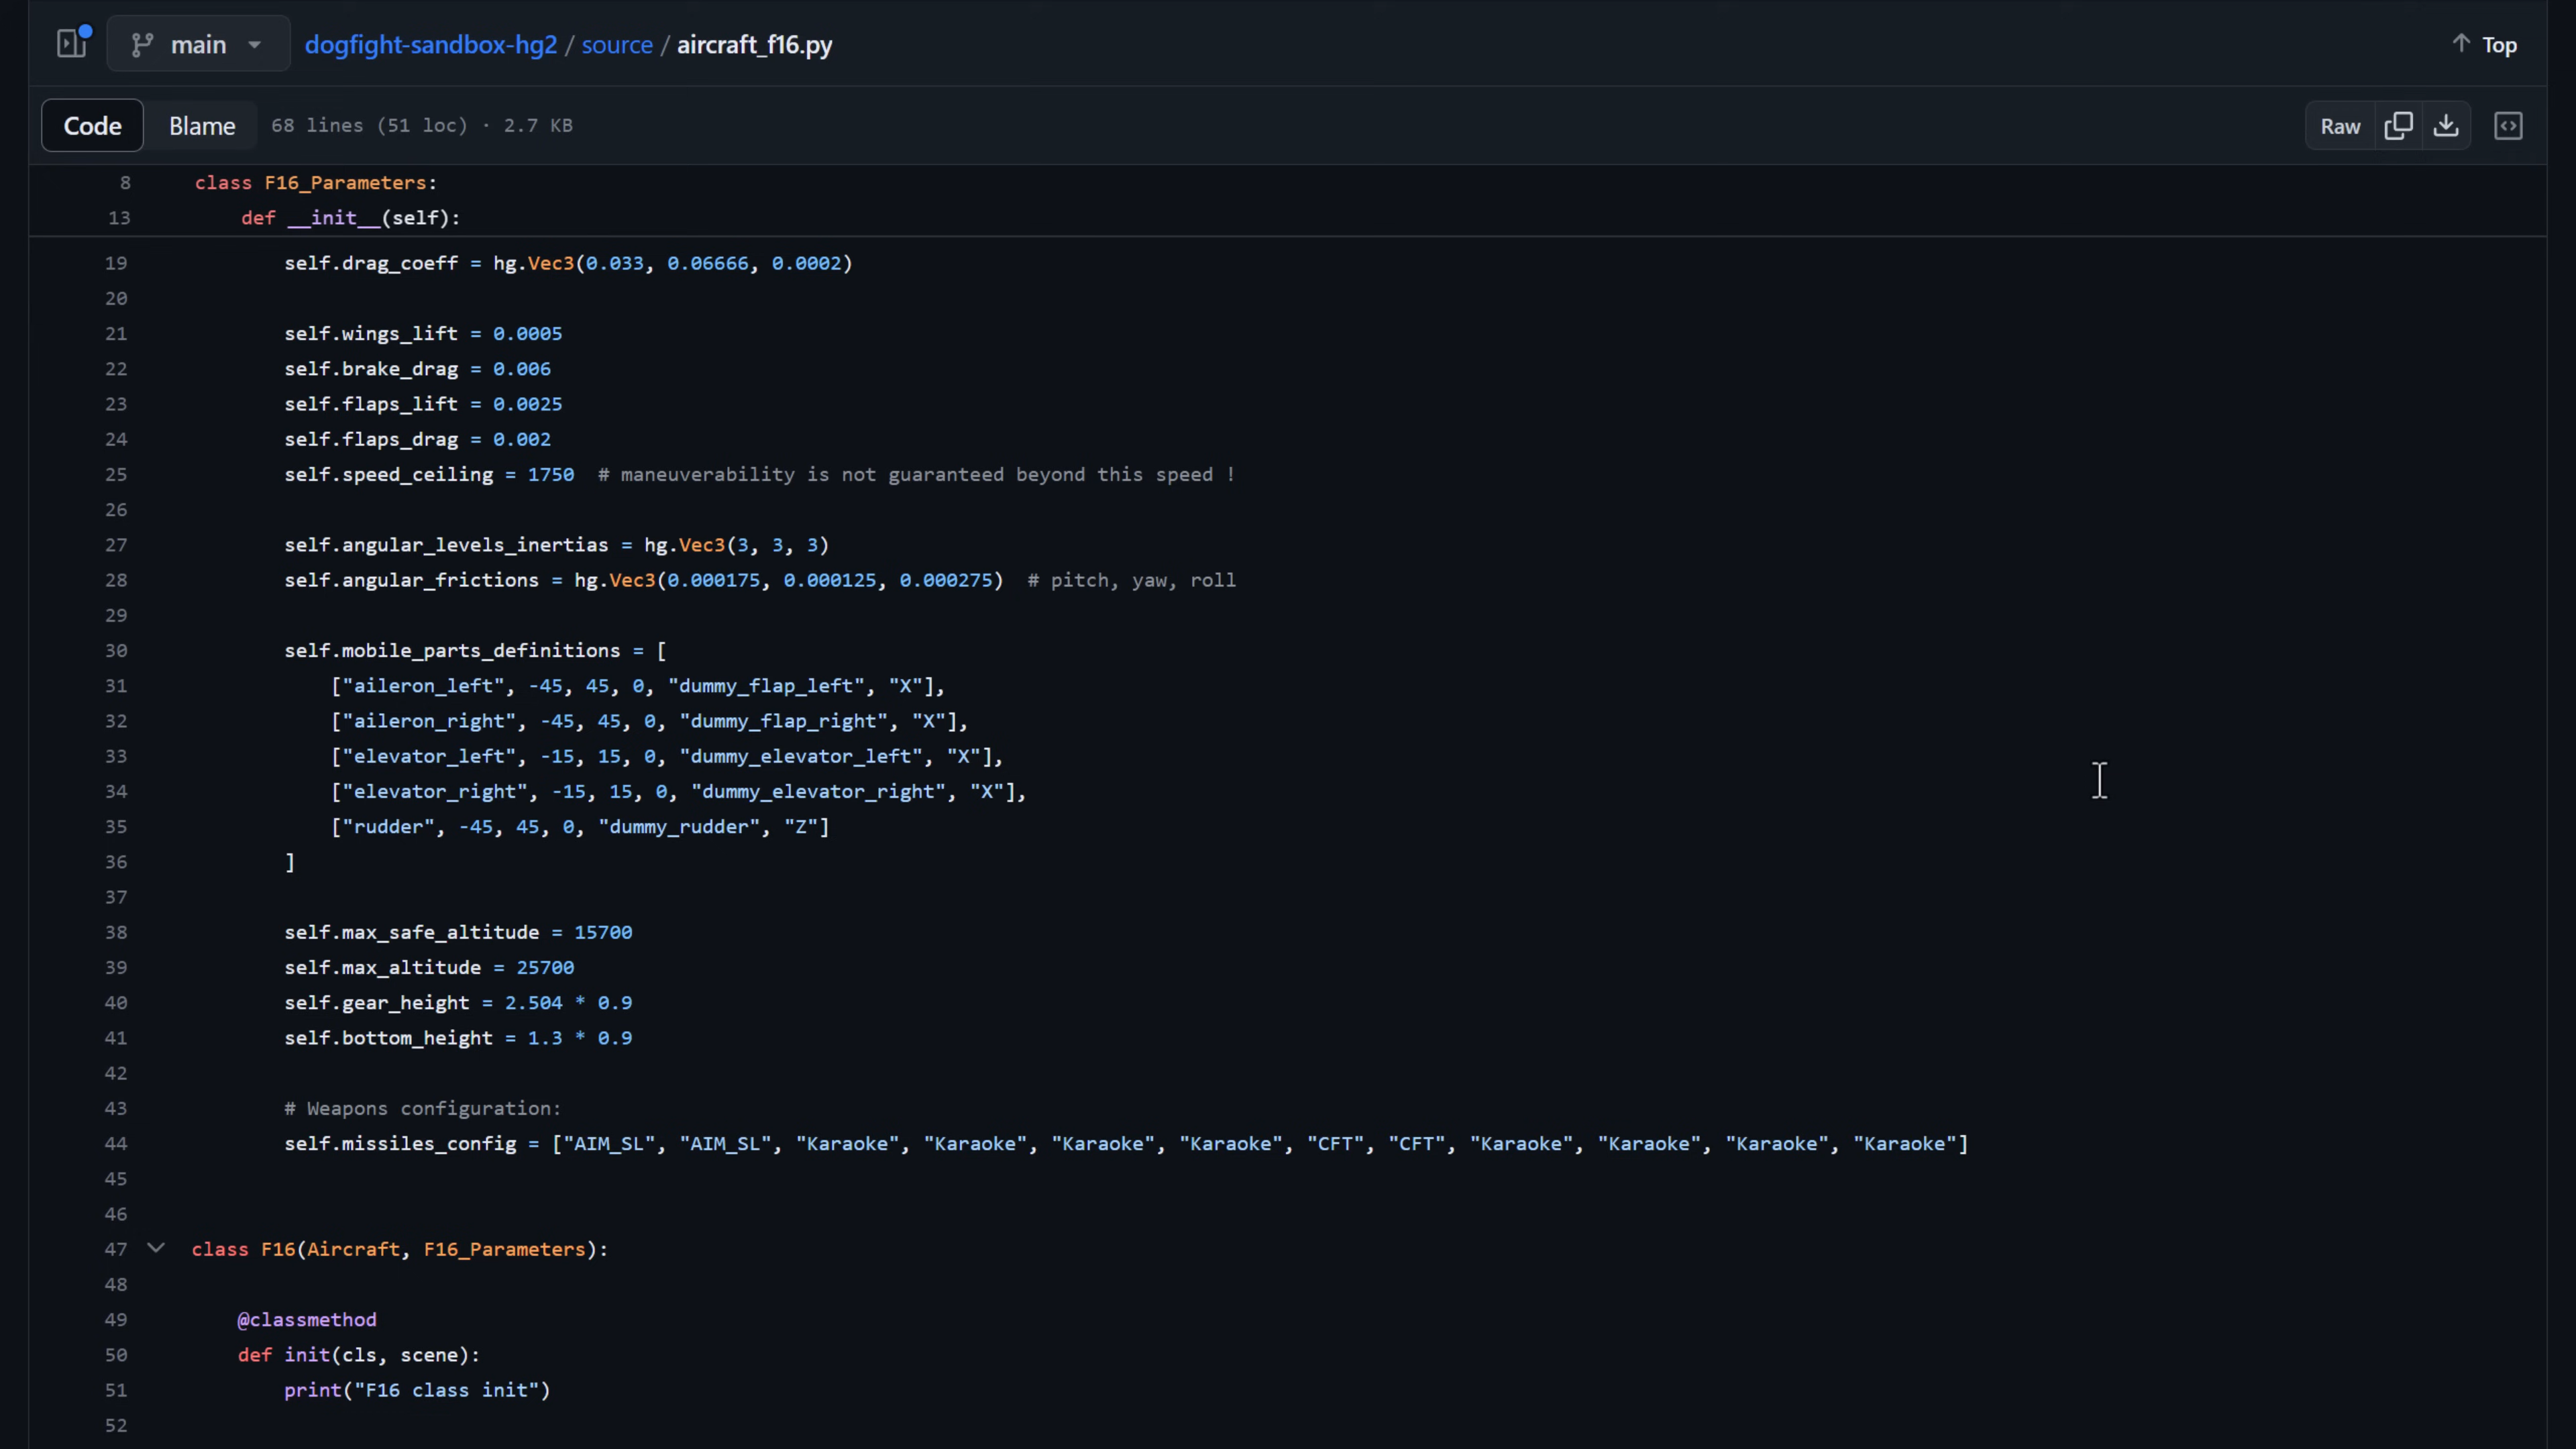 main dogfight-sandbox-hg2 / source / aircraft_f16.py Top
Code Blame 68 lines (51 loc) · 2.7 KB Raw
8 class F16_Parameters:
13 def __init__(self):
19 self.drag_coeff = hg.Vec3(0.033, 0.06666, 0.0002)
20
21 self.wings_lift = 0.0005
22 self.brake_drag = 0.006
23 self.flaps_lift = 0.0025
24 self.flaps_drag = 0.002
25 self.speed_ceiling = 1750 # maneuverability is not guaranteed beyond this speed !
26
27 self.angular_levels_inertias = hg.Vec3(3, 3, 3)
28 self.angular_frictions = hg.Vec3(0.000175, 0.000125, 0.000275) # pitch, yaw, roll
29
30 self.mobile_parts_definitions = [
31 ["aileron_left", -45, 45, 0, "dummy_flap_left", "X"],
32 ["aileron_right", -45, 45, 0, "dummy_flap_right", "X"],
33 ["elevator_left", -15, 15, 0, "dummy_elevator_left", "X"],
34 ["elevator_right", -15, 15, 0, "dummy_elevator_right", "X"],
35 ["rudder", -45, 45, 0, "dummy_rudder", "Z"]
36 ]
37
38 self.max_safe_altitude = 15700
39 self.max_altitude = 25700
40 self.gear_height = 2.504 * 0.9
41 self.bottom_height = 1.3 * 0.9
42
43 # Weapons configuration:
44 self.missiles_config = ["AIM_SL", "AIM_SL", "Karaoke", "Karaoke", "Karaoke", "Karaoke", "CFT", "CFT", "Karaoke", "Karaoke", "Karaoke", "Karaoke"]
45
46
47 class F16(Aircraft, F16_Parameters):
48
49 @classmethod
50 def init(cls, scene):
51 print("F16 class init")
52